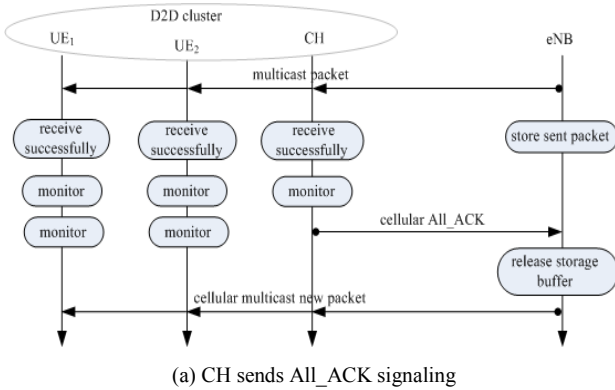 D2D cluster
UE₁
UE₂
CH
eNB
multicast packet
receive
successfully
receive
successfully
receive
successfully
store sent packet
monitor
monitor
monitor
monitor
monitor
cellular All_ACK
release storage
buffer
cellular multicast new packet
(a) CH sends All_ACK signaling